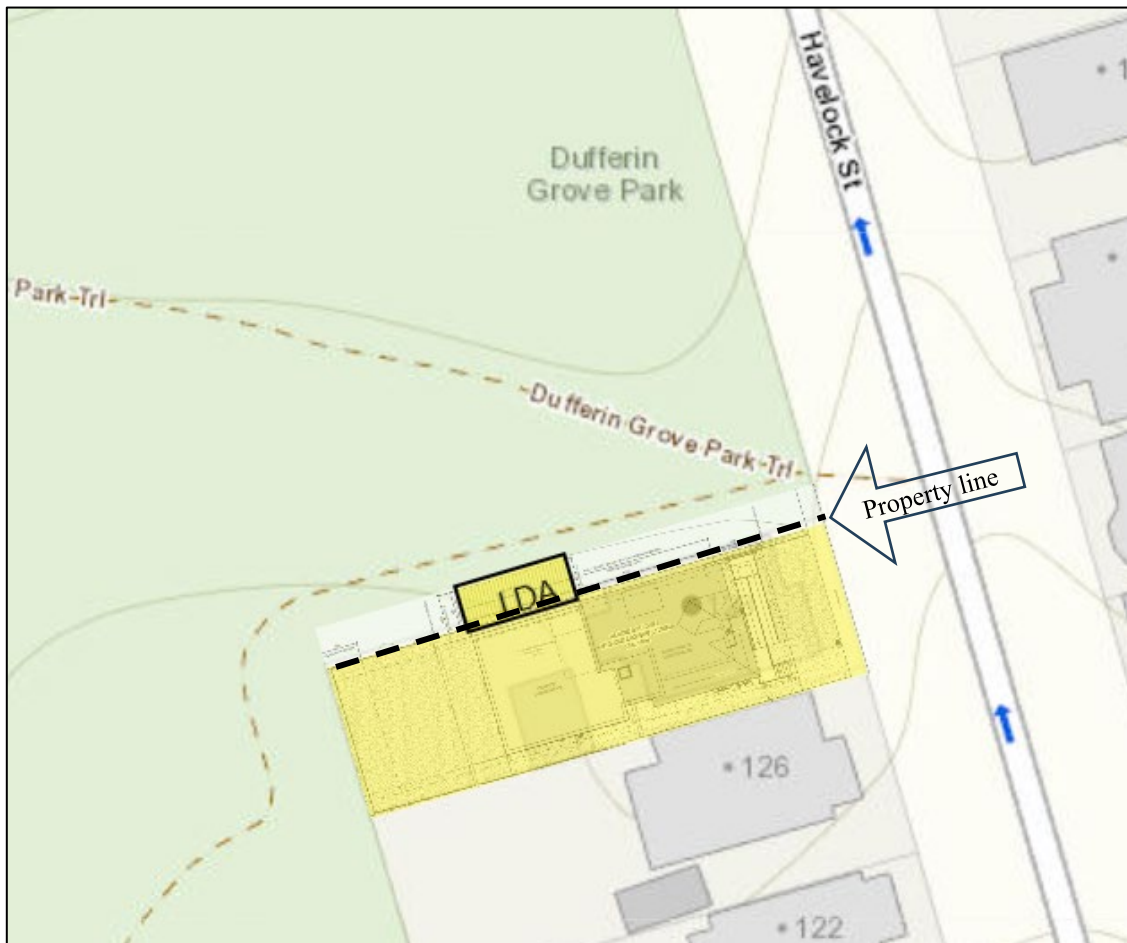 Havelock St
Dufferin
Grove Park
Park Trl
Dufferin Grove Park Trl
Property line
LDA
126
122